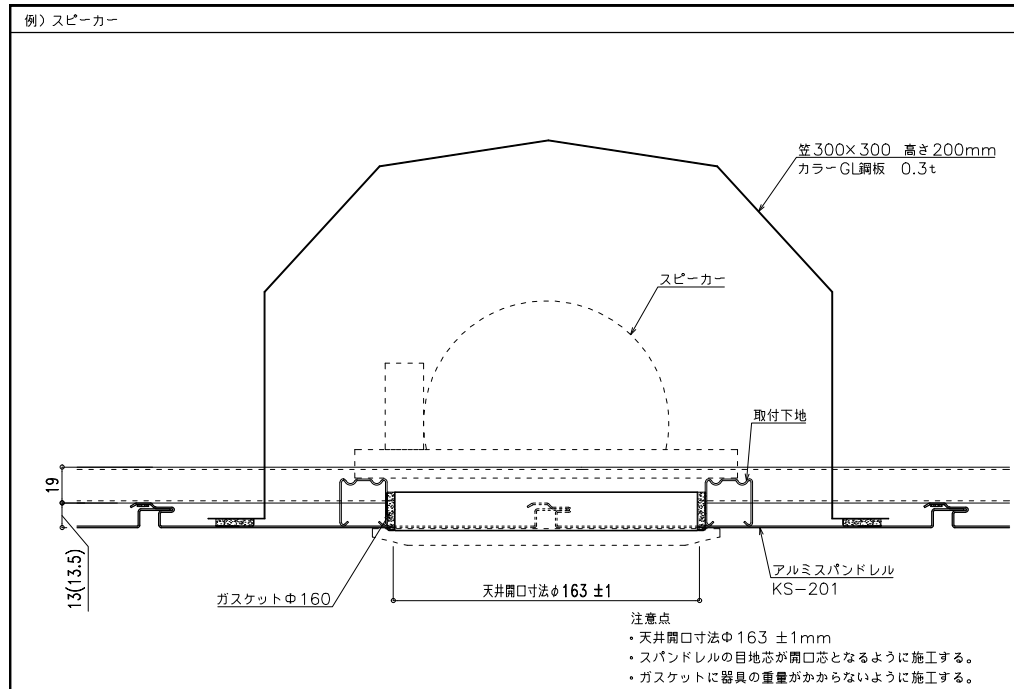 例) スピーカー
笠300×300 高さ200mm
カラーGL鋼板 0.3t
スピーカー
取付下地
19
13(13.5)
ガスケットΦ160
天井開口寸法φ163 ±1
アルミスパンドレル
KS-201
注意点
・天井開口寸法Φ163 ±1mm
・スパンドレルの目地芯が開口芯となるように施工する。
・ガスケットに器具の重量がかからないように施工する。